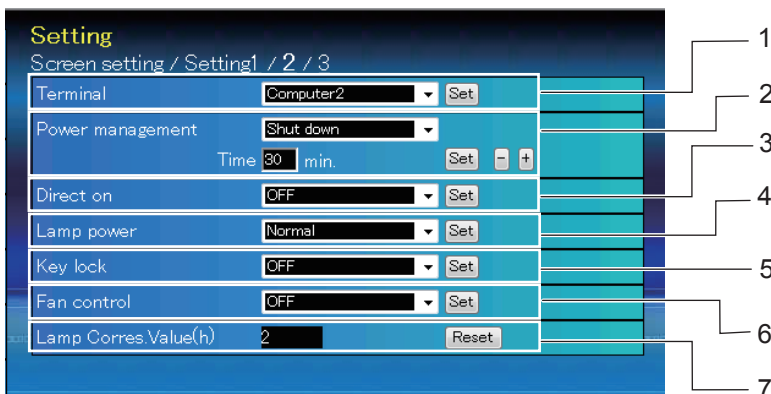 Setting
Screen setting / Setting1 / 2 / 3
Terminal Computer2 Set 1
Power management Shut down 2
Time 30 min. Set - + 3
Direct on OFF Set
Lamp power Normal Set 4
Key lock OFF Set 5
Fan control OFF Set 6
Lamp Corres.Value(h) 2 Reset 7